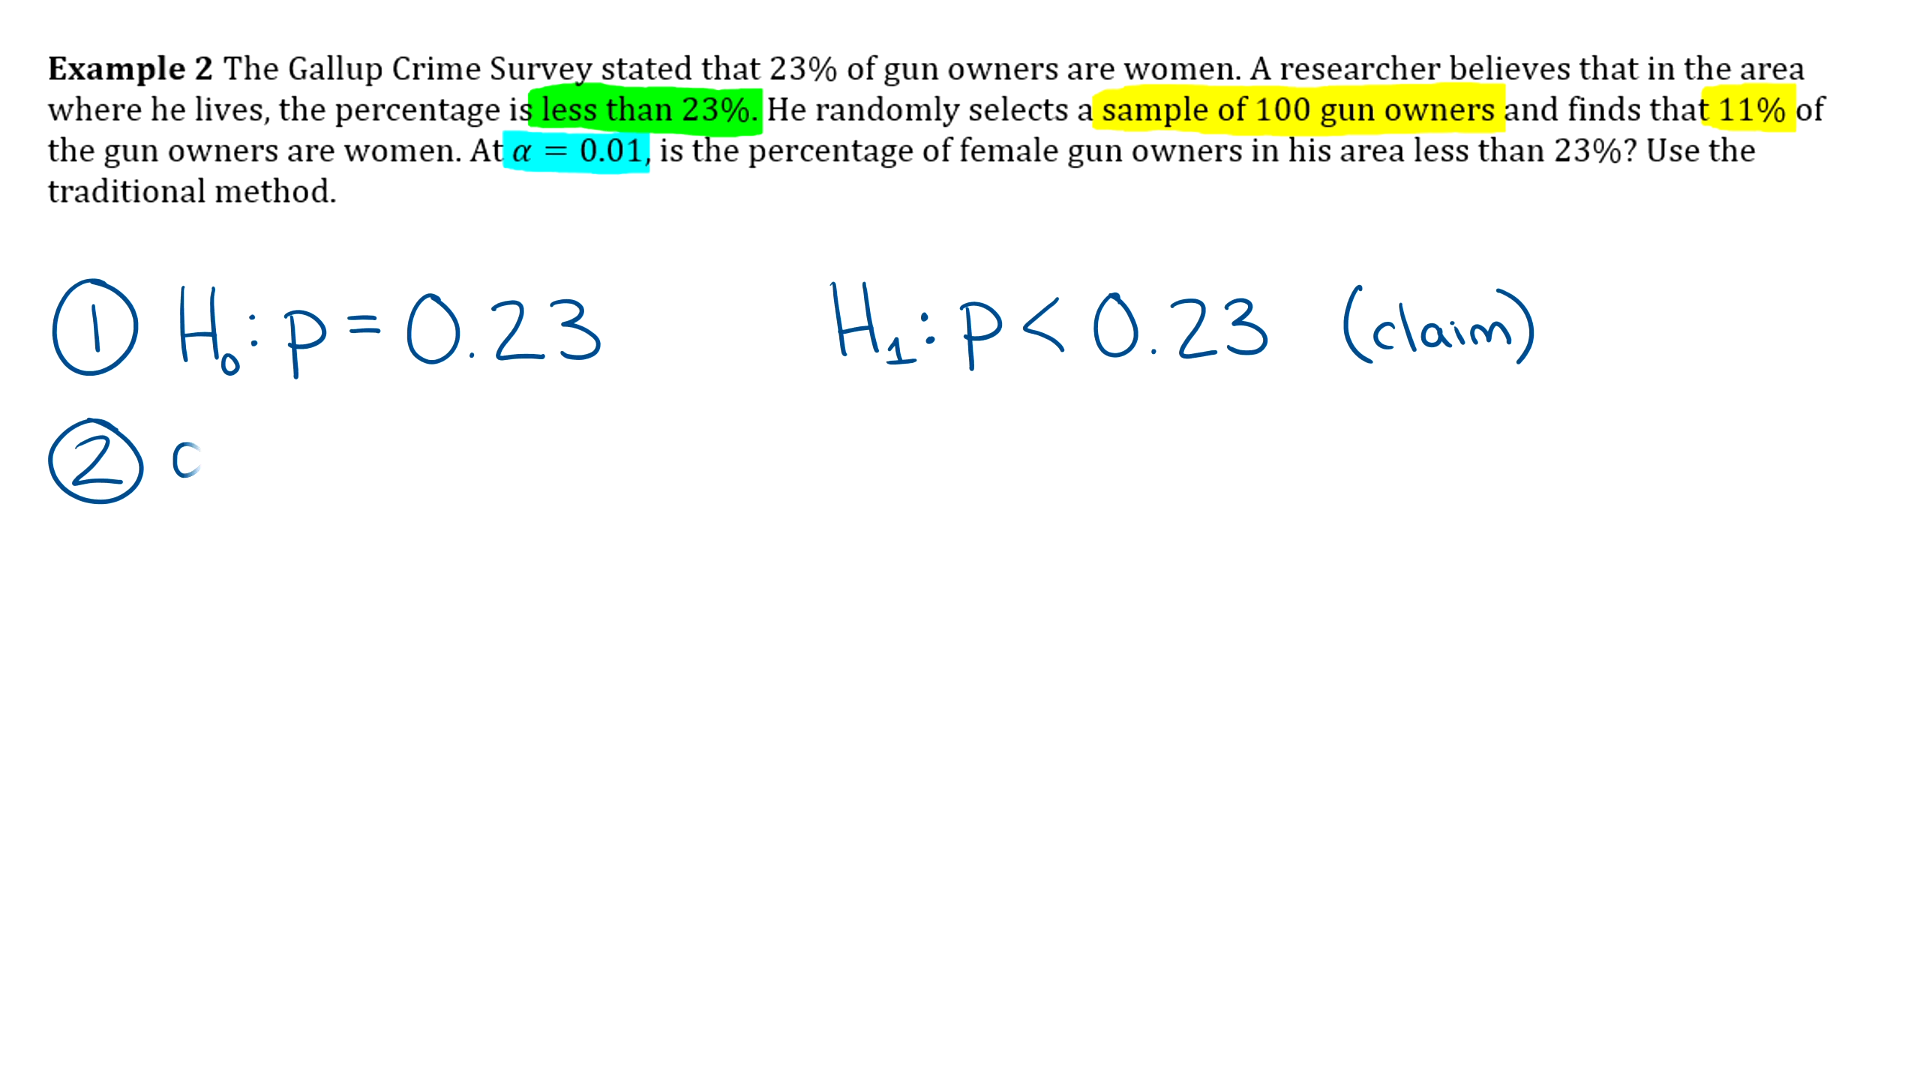 Example 2 The Gallup Crime Survey stated that 23% of gun owners are women. A researcher believes that in the area
where he lives, the percentage is less than 23%. He randomly selects a sample of 100 gun owners and finds that 11% of
the gun owners are women. At α = 0.01, is the percentage of female gun owners in his area less than 23%? Use the
traditional method.
① H₀: p = 0.23 H₁: p < 0.23 (claim)
② c